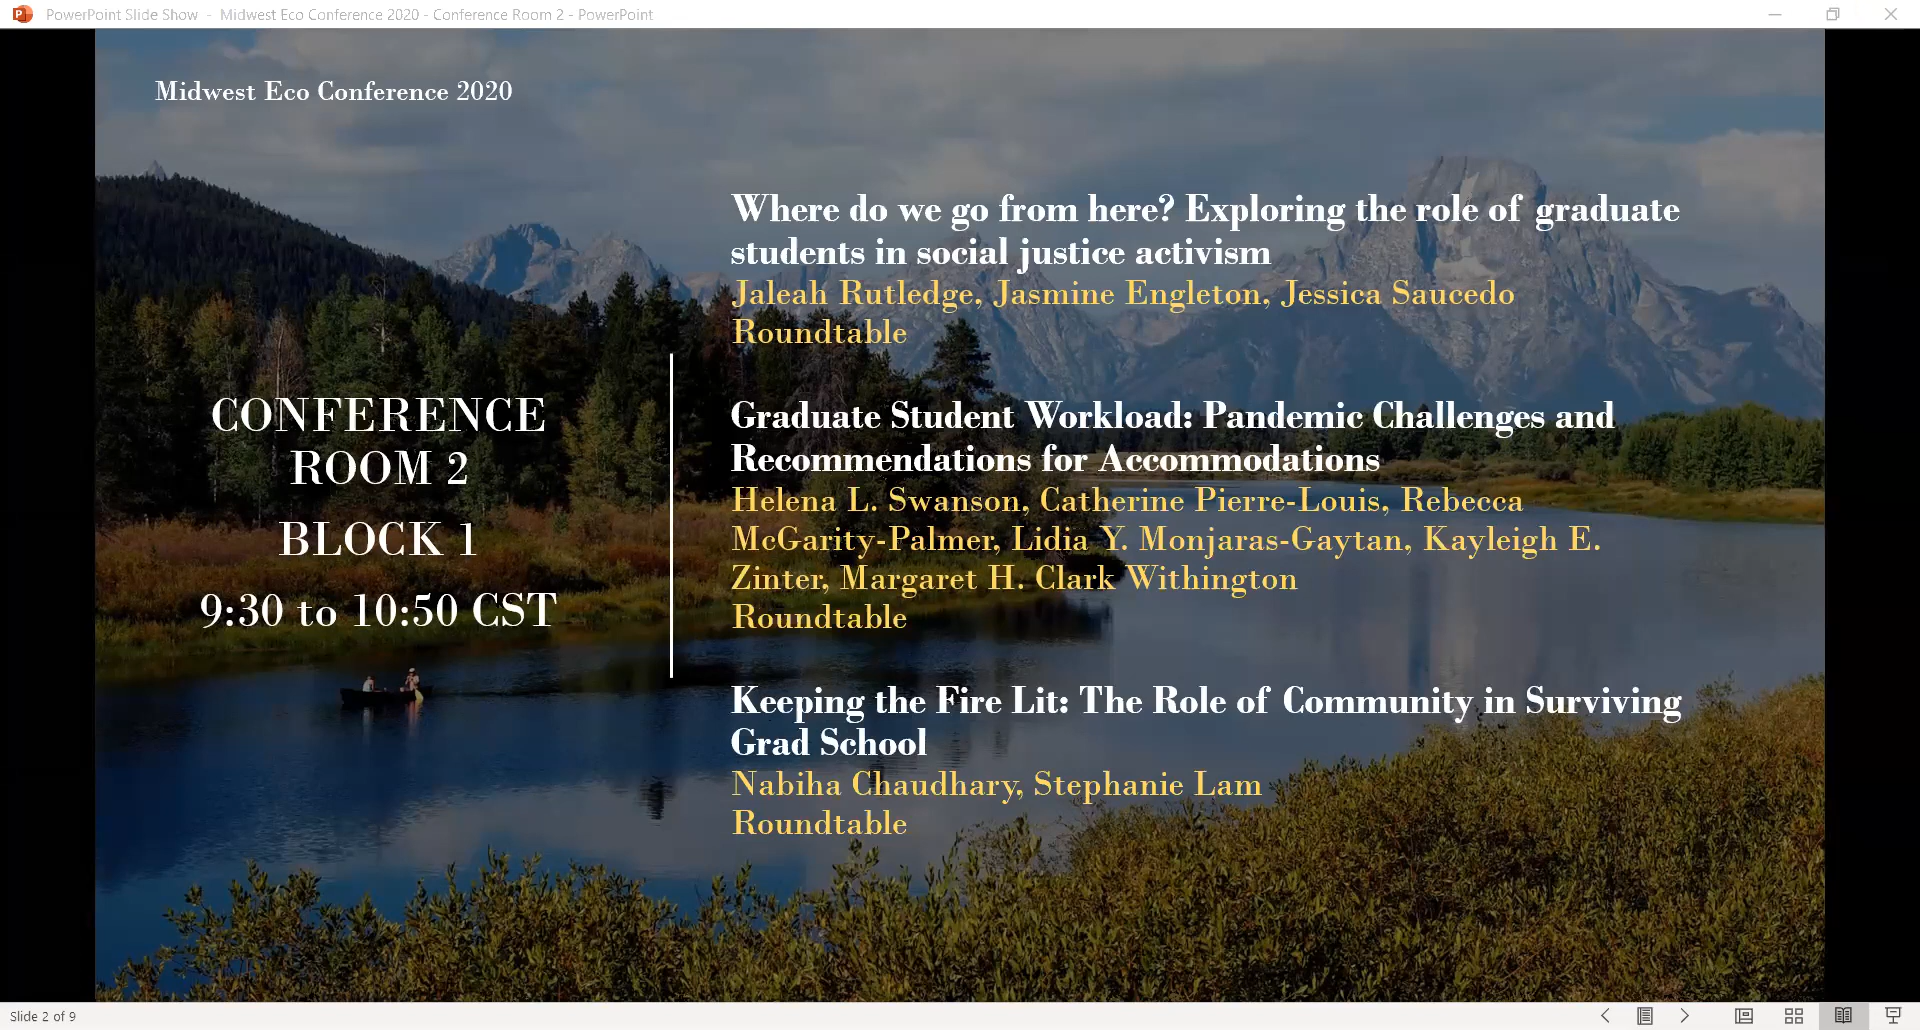 PowerPoint Slide Show - Midwest Eco Conference 2020 - Conference Room 2 - PowerPoint
Midwest Eco Conference 2020
CONFERENCE
ROOM 2
BLOCK 1
9:30 to 10:50 CST
Where do we go from here? Exploring the role of graduate
students in social justice activism
Jaleah Rutledge, Jasmine Engleton, Jessica Saucedo
Roundtable
Graduate Student Workload: Pandemic Challenges and
Recommendations for Accommodations
Helena L. Swanson, Catherine Pierre-Louis, Rebecca
McGarity-Palmer, Lidia Y. Monjaras-Gaytan, Kayleigh E.
Zinter, Margaret H. Clark Withington
Roundtable
Keeping the Fire Lit: The Role of Community in Surviving
Grad School
Nabiha Chaudhary, Stephanie Lam
Roundtable
Slide 2 of 9